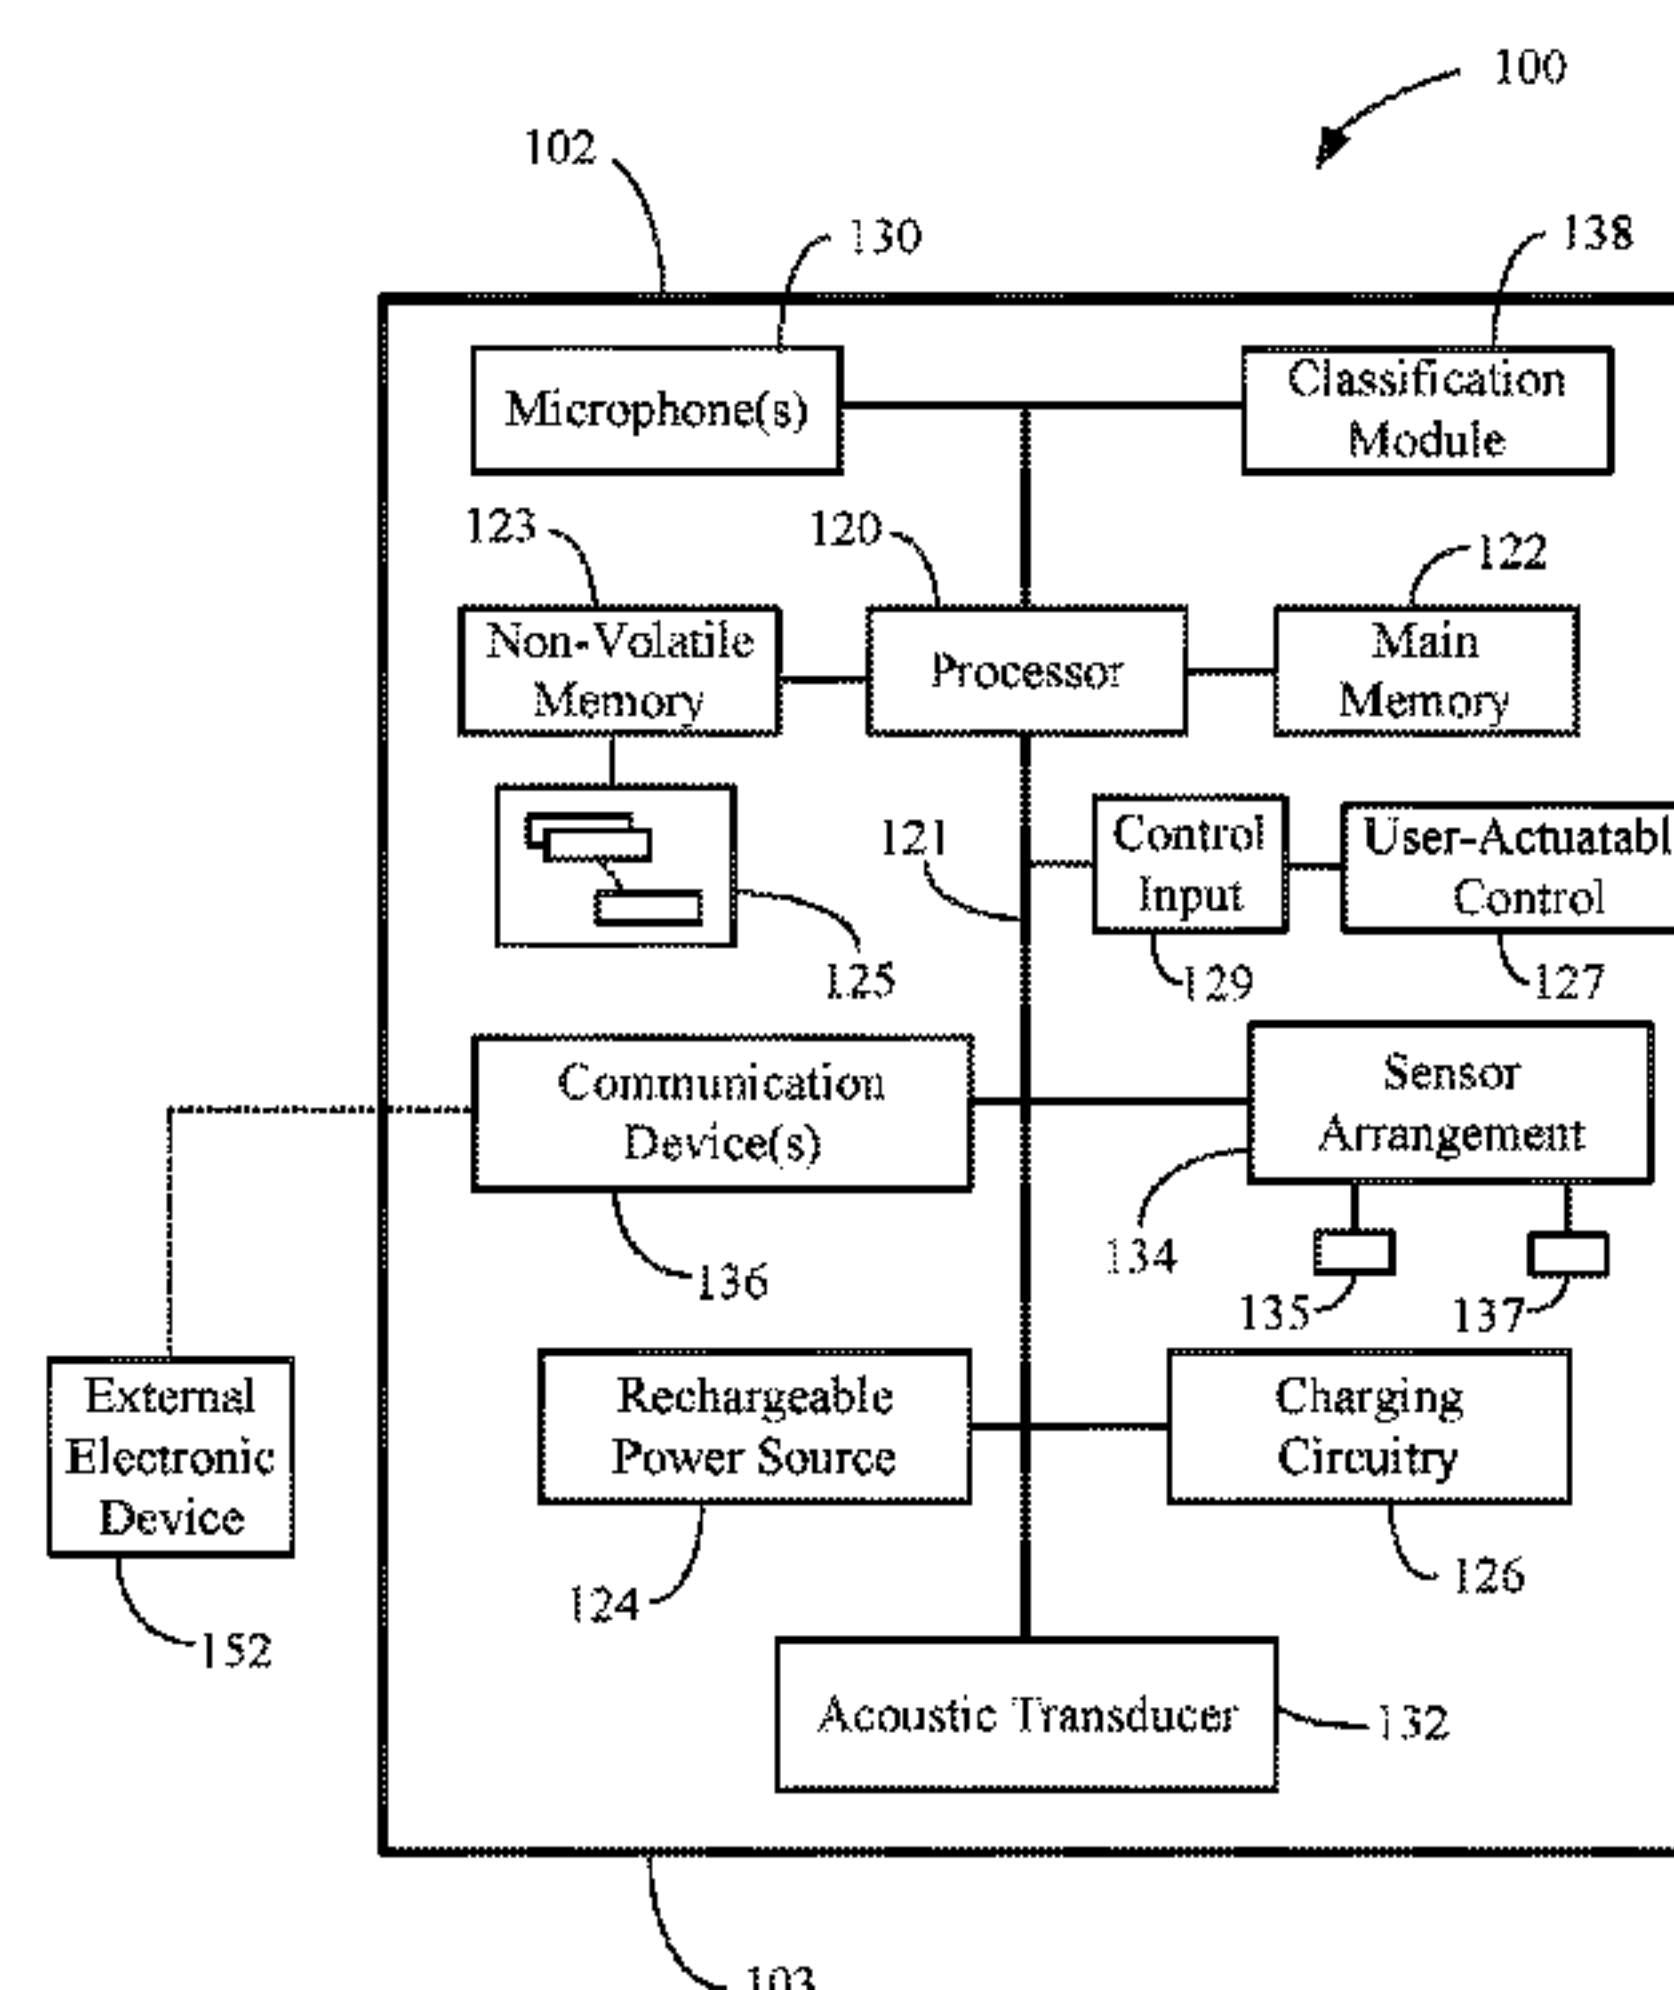 100
102
130
138
Microphone(s)
Classification
Module
123
120
122
Non-Volatile
Memory
Processor
Main
Memory
121
Control
Input
User-Actuatabl
Control
125
129
127
Communication
Device(s)
Sensor
Arrangement
134
136
135
137
External
Electronic
Device
Rechargeable
Power Source
Charging
Circuitry
124
126
152
Acoustic Transducer
132
103